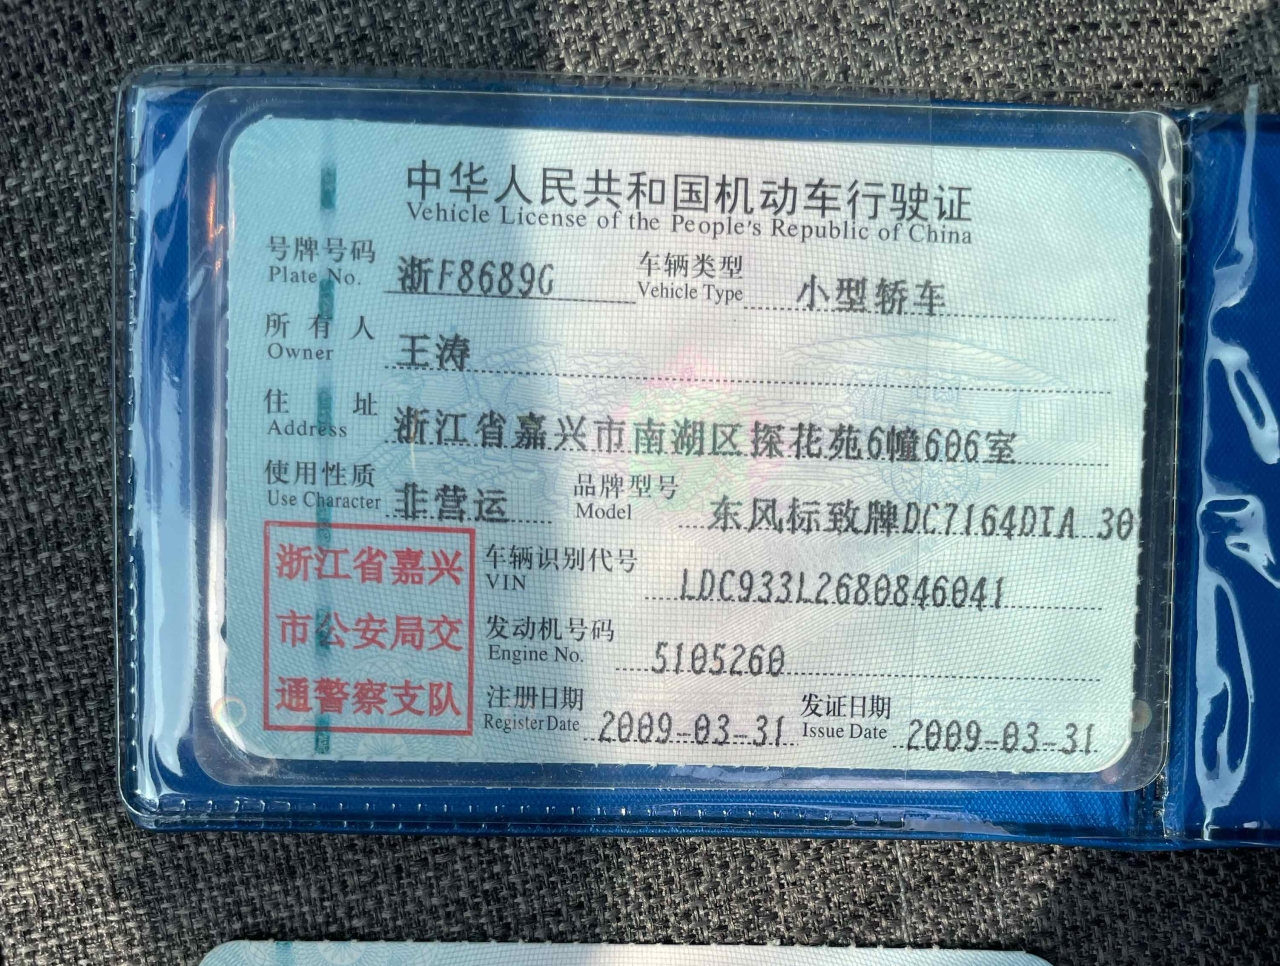 中华人民共和国机动车行驶证
Vehicle License of the People's Republic of China
号牌号码 浙F8689G 车辆类型 小型轿车
Plate No. Vehicle Type
所有人 王涛
Owner
住址 浙江省嘉兴市南湖区探花苑6幢606室
Address
使用性质 非营运 品牌型号 东风标致牌DC7164DTA 30
Use Character Model
浙江省嘉兴
市公安局交
通警察支队
车辆识别代号 LDC933L2680846041
VIN
发动机号码 5105260
Engine No.
注册日期 2009-03-31 发证日期 2009-03-31
Register Date Issue Date